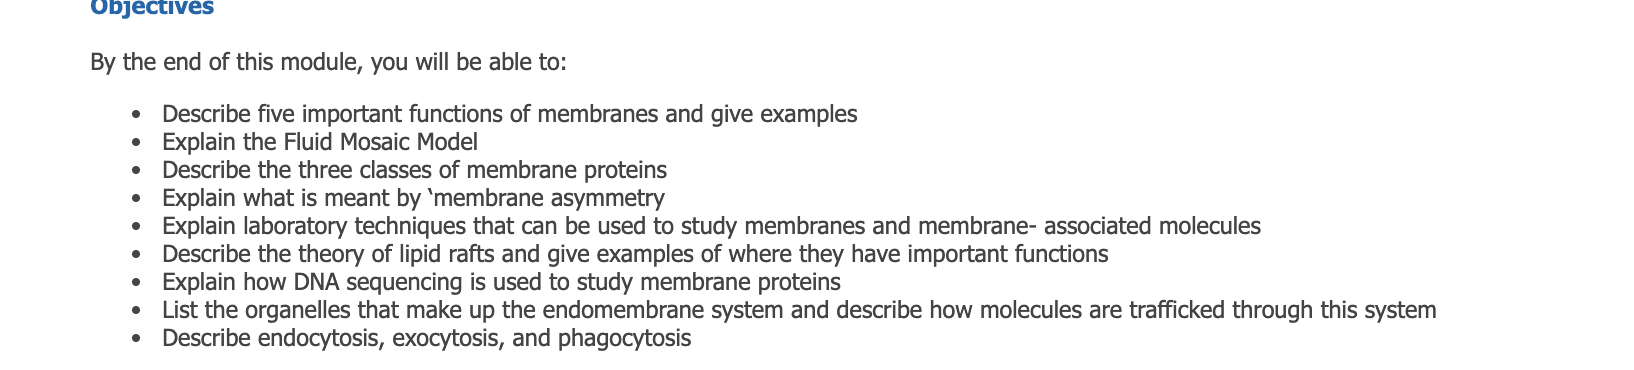 Objectives
By the end of this module, you will be able to:
• Describe five important functions of membranes and give examples
• Explain the Fluid Mosaic Model
• Describe the three classes of membrane proteins
• Explain what is meant by ‘membrane asymmetry
• Explain laboratory techniques that can be used to study membranes and membrane- associated molecules
• Describe the theory of lipid rafts and give examples of where they have important functions
• Explain how DNA sequencing is used to study membrane proteins
• List the organelles that make up the endomembrane system and describe how molecules are trafficked through this system
• Describe endocytosis, exocytosis, and phagocytosis